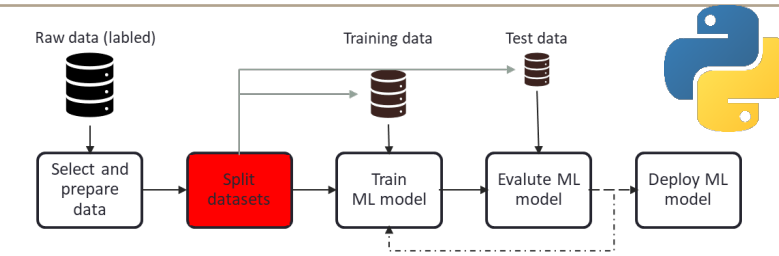 Raw data (labled)
Training data
Test data
Select and
prepare
data
Split
datasets
Train
ML model
Evalute ML
model
Deploy ML
model